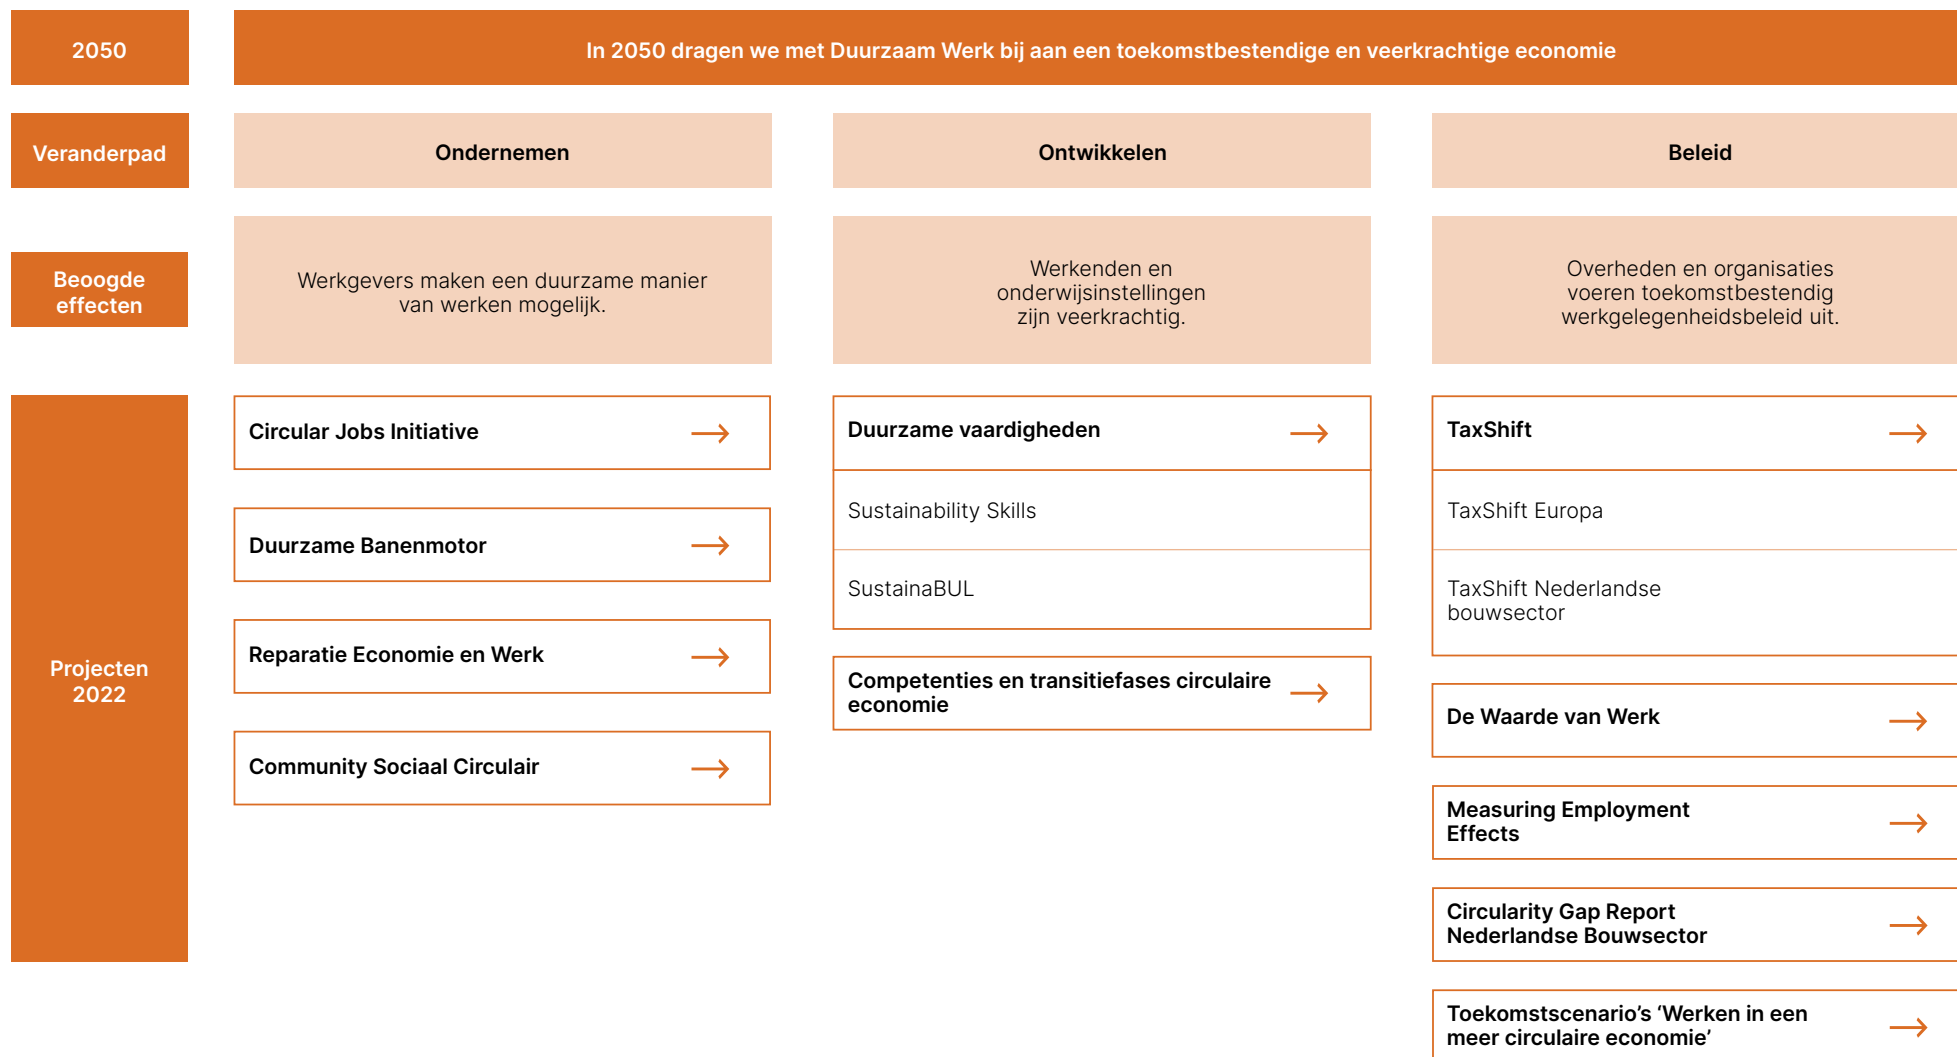 2050
In 2050 dragen we met Duurzaam Werk bij aan een toekomstbestendige en veerkrachtige economie
Veranderpad
Ondernemen
Ontwikkelen
Beleid
Beoogde
effecten
Werkgevers maken een duurzame manier
van werken mogelijk.
Werkenden en
onderwijsinstellingen
zijn veerkrachtig.
Overheden en organisaties
voeren toekomstbestendig
werkgelegenheidsbeleid uit.
Projecten
2022
Circular Jobs Initiative
Duurzame Banenmotor
Reparatie Economie en Werk
Community Sociaal Circulair
Duurzame vaardigheden
Sustainability Skills
SustainaBUL
Competenties en transitiefases circulaire
economie
TaxShift
TaxShift Europa
TaxShift Nederlandse
bouwsector
De Waarde van Werk
Measuring Employment
Effects
Circularity Gap Report
Nederlandse Bouwsector
Toekomstscenario’s ‘Werken in een
meer circulaire economie’